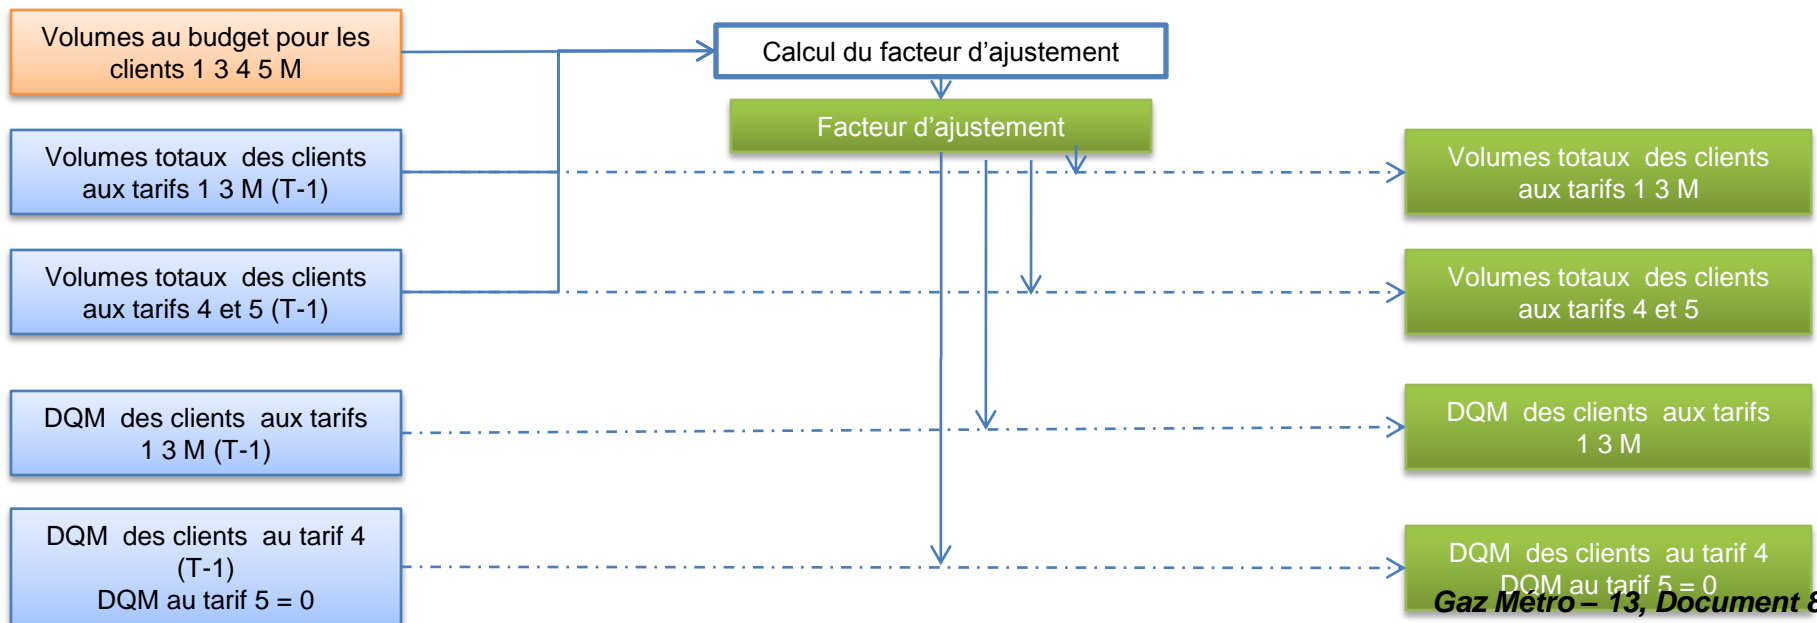 Volumes au budget pour les
clients 1 3 4 5 M
Calcul du facteur d’ajustement
Facteur d’ajustement
Volumes totaux des clients
aux tarifs 1 3 M (T-1)
Volumes totaux des clients
aux tarifs 1 3 M
Volumes totaux des clients
aux tarifs 4 et 5 (T-1)
Volumes totaux des clients
aux tarifs 4 et 5
DQM des clients aux tarifs
1 3 M (T-1)
DQM des clients aux tarifs
1 3 M
DQM des clients au tarif 4
(T-1)
DQM au tarif 5 = 0
DQM des clients au tarif 4
DQM au tarif 5 = 0
Gaz Métro – 13, Document 8